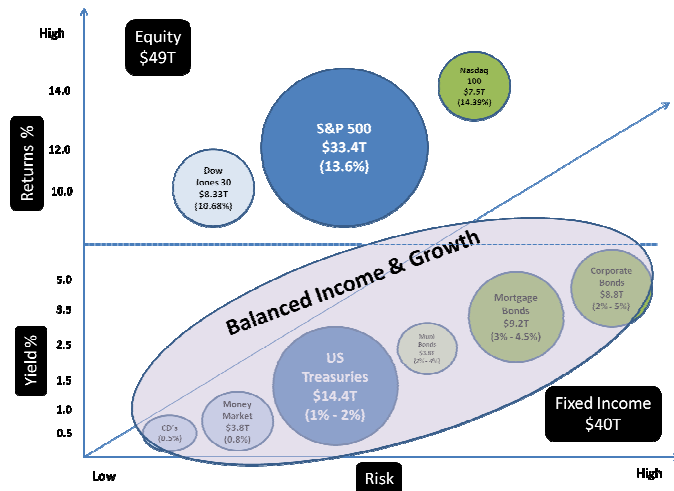 High
Equity
$49T
14.0
12.0
10.0
Returns %
Nasdaq
100
$7.5T
(14.39%)
S&P 500
$33.4T
(13.6%)
Dow
Jones 30
$8.33T
(10.68%)
Balanced Income & Growth
5.0
3.5
2.5
1.5
1.0
0.5
Yield %
Corporate
Bonds
$8.8T
(2% - 5%)
Mortgage
Bonds
$9.2T
(3% - 4.5%)
Muni
Bonds
US
Treasuries
$14.4T
(1% - 2%)
Money
Market
$3.8T
(0.8%)
CD's
(0.5%)
Fixed Income
$40T
Low
Risk
High